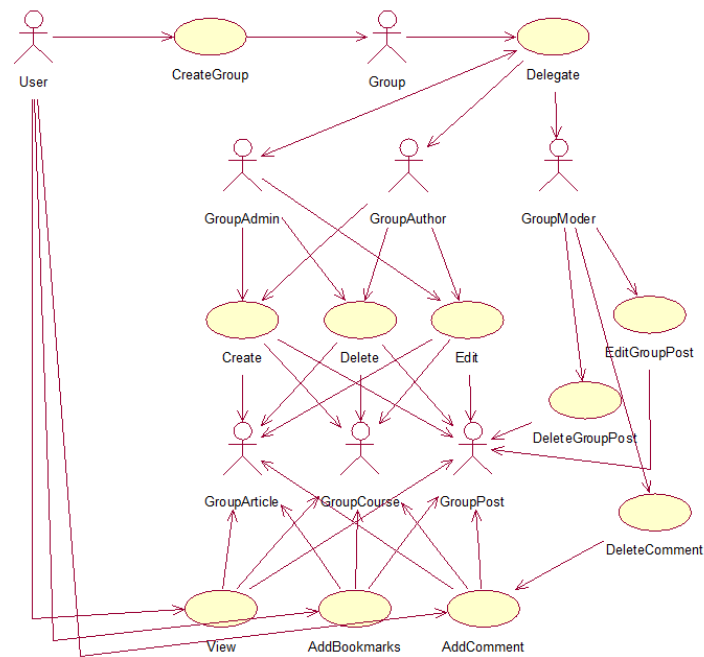 User
CreateGroup
Group
Delegate
GroupAdmin
GroupAuthor
GroupModer
Create
Delete
Edit
EditGroupPost
DeleteGroupPost
GroupArticle
GroupCourse
GroupPost
DeleteComment
View
AddBookmarks
AddComment